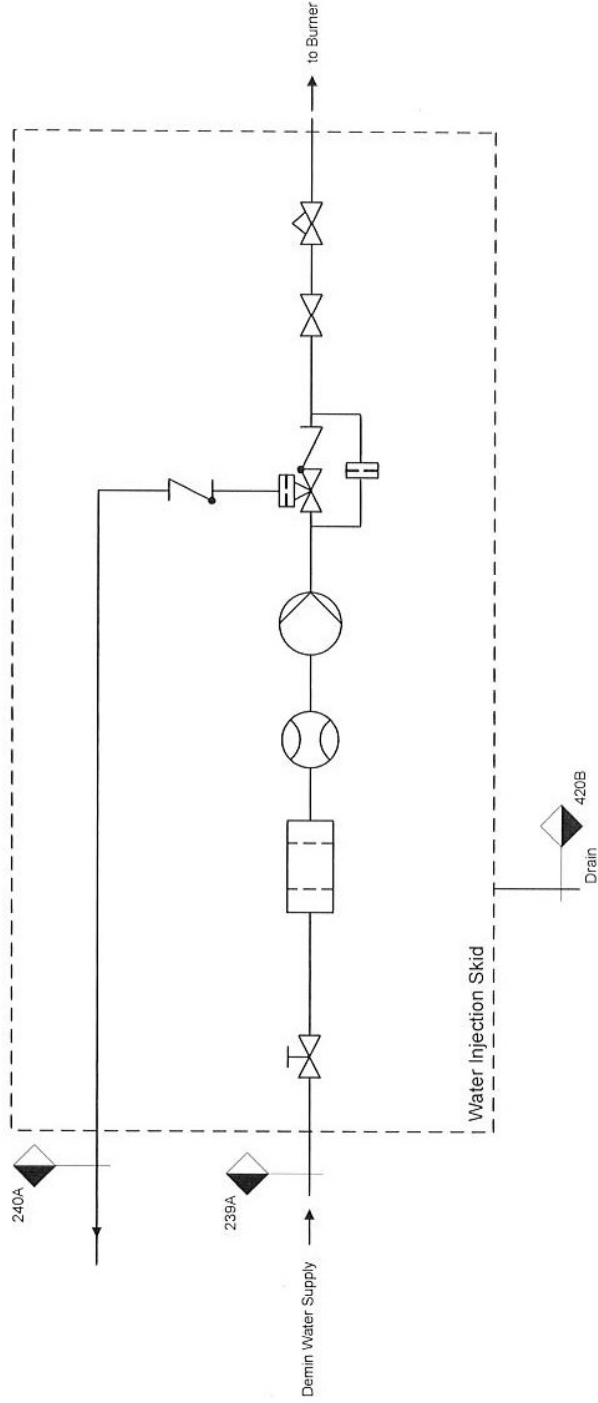 to Burner
240A
239A
Demin Water Supply
Water Injection Skid
420B
Drain